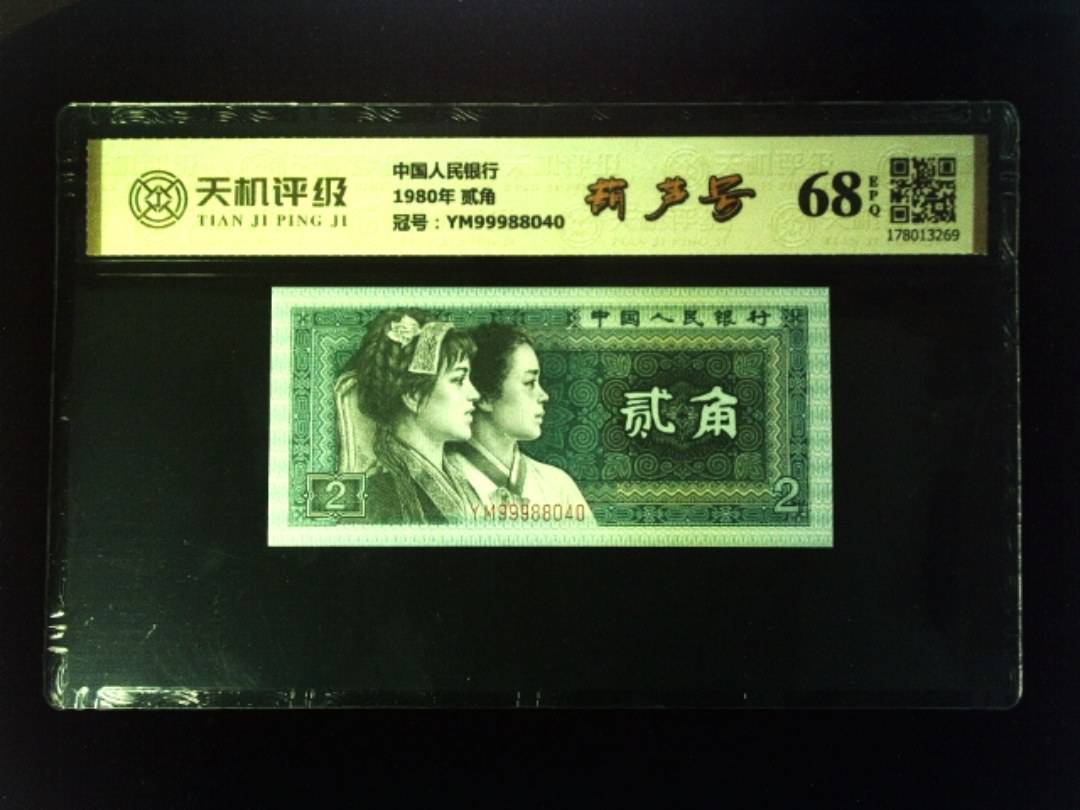 天机评级
TIAN JI PING JI
中国人民银行
1980年 贰角
冠号：YM99988040
葫芦号
68
EPQ
178013269
中国人民银行
贰角
2
2
YM99988040